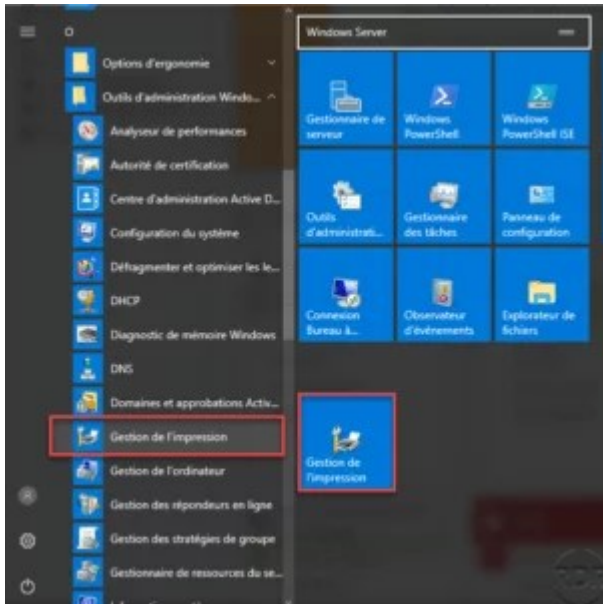 O
Options d'ergonomie
Outils d'administration Windo...
Analyseur de performances
Autorité de certification
Centre d'administration Active D...
Configuration du système
Défragmenter et optimiser les le...
DHCP
Diagnostic de mémoire Windows
DNS
Domaines et approbations Activ...
Gestion de l'impression
Gestion de l'ordinateur
Gestion des répondeurs en ligne
Gestion des stratégies de groupe
Gestionnaire de ressources du se...
Windows Server
Gestionnaire de
serveur
Windows
PowerShell
Windows
PowerShell ISE
Outils
d'administrati...
Gestionnaire
des tâches
Panneau de
configuration
Connexion
Bureau à...
Observateur
d'événements
Explorateur de
fichiers
Gestion de
l'impression